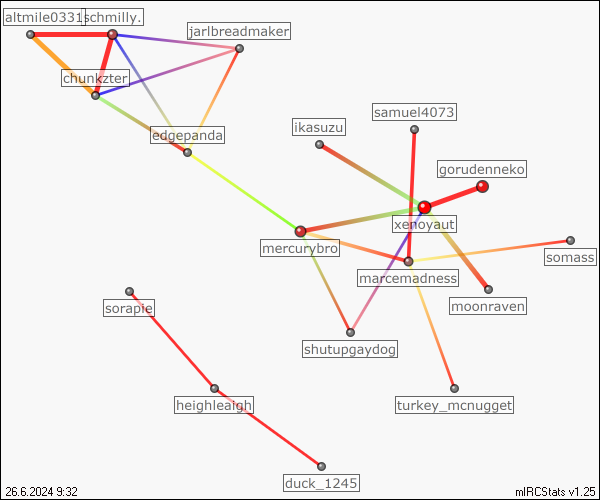 altmile0331
schmilly.
jarlbreadmaker
chunkzter
samuel4073
ikasuzu
edgepanda
gorudenneko
xenoyaut
mercurybro
somass
marcemadness
moonraven
sorapie
shutupgaydog
heighleaigh
turkey_mcnugget
duck_1245
26.6.2024 9:32
mIRCStats v1.25